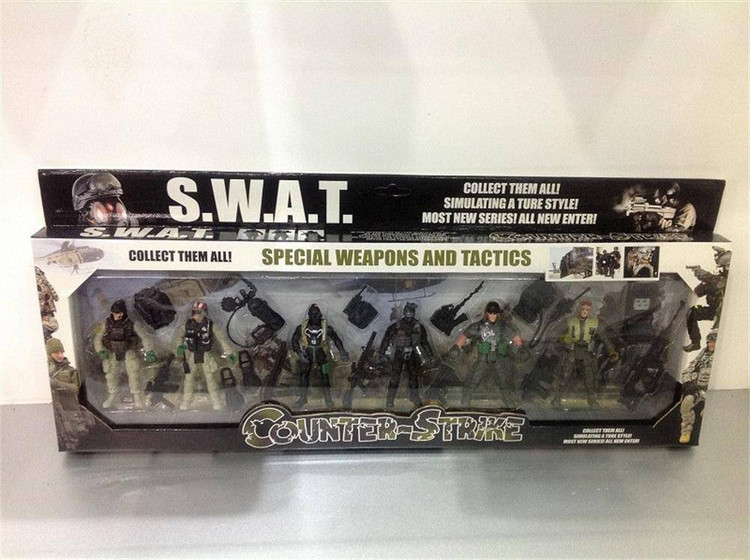 S.W.A.T.
COLLECT THEM ALL!
SIMULATING A TURE STYLE!
MOST NEW SERIES! ALL NEW ENTER!
S.W.A.T.
COLLECT THEM ALL!
SPECIAL WEAPONS AND TACTICS
COUNTER-STRIKE
COLLECT THEM ALL!
SIMULATING A TURE STYLE!
MOST NEW SERIES! ALL NEW ENTER!